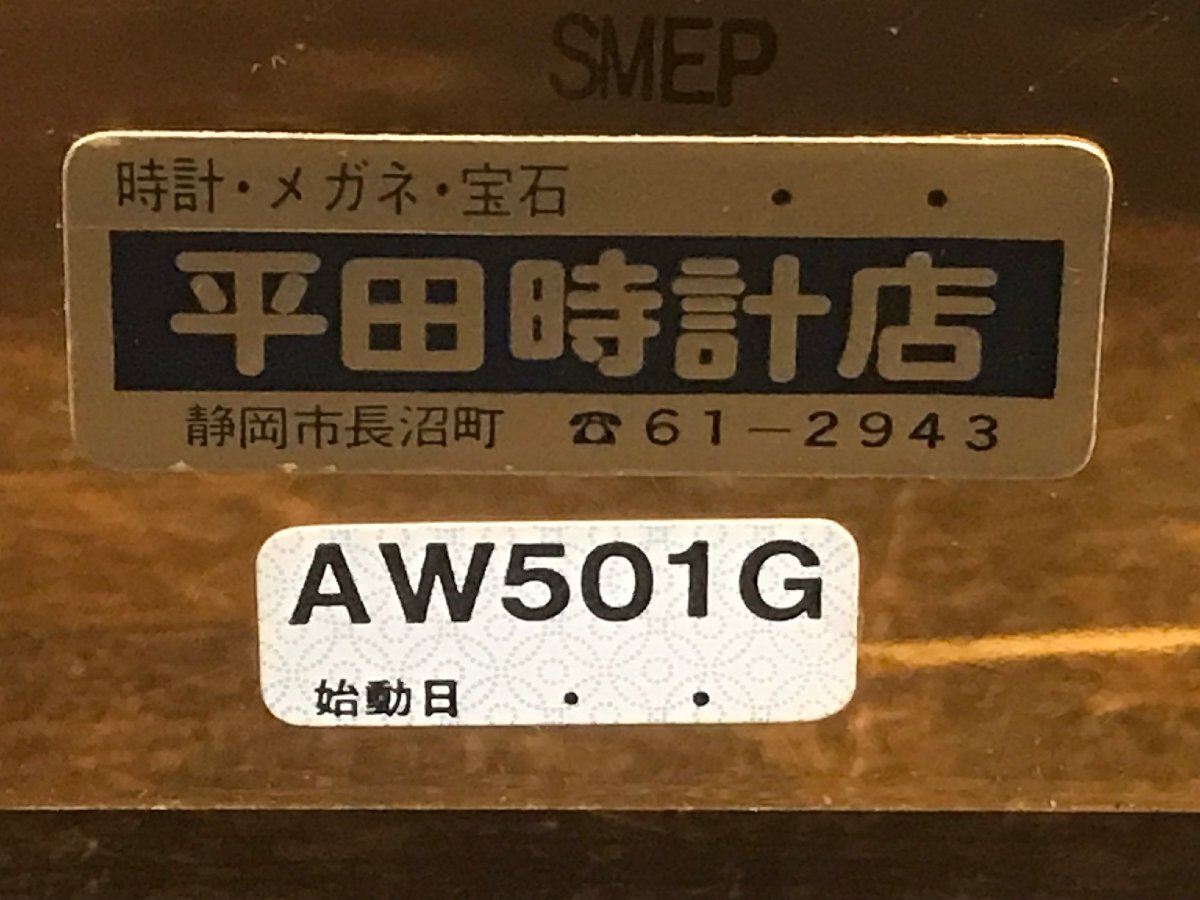 SMEP
時計・メガネ・宝石 ・ ・
平田時計店
静岡市長沼町 ☎61-2943
AW501G
始動日 ・ ・